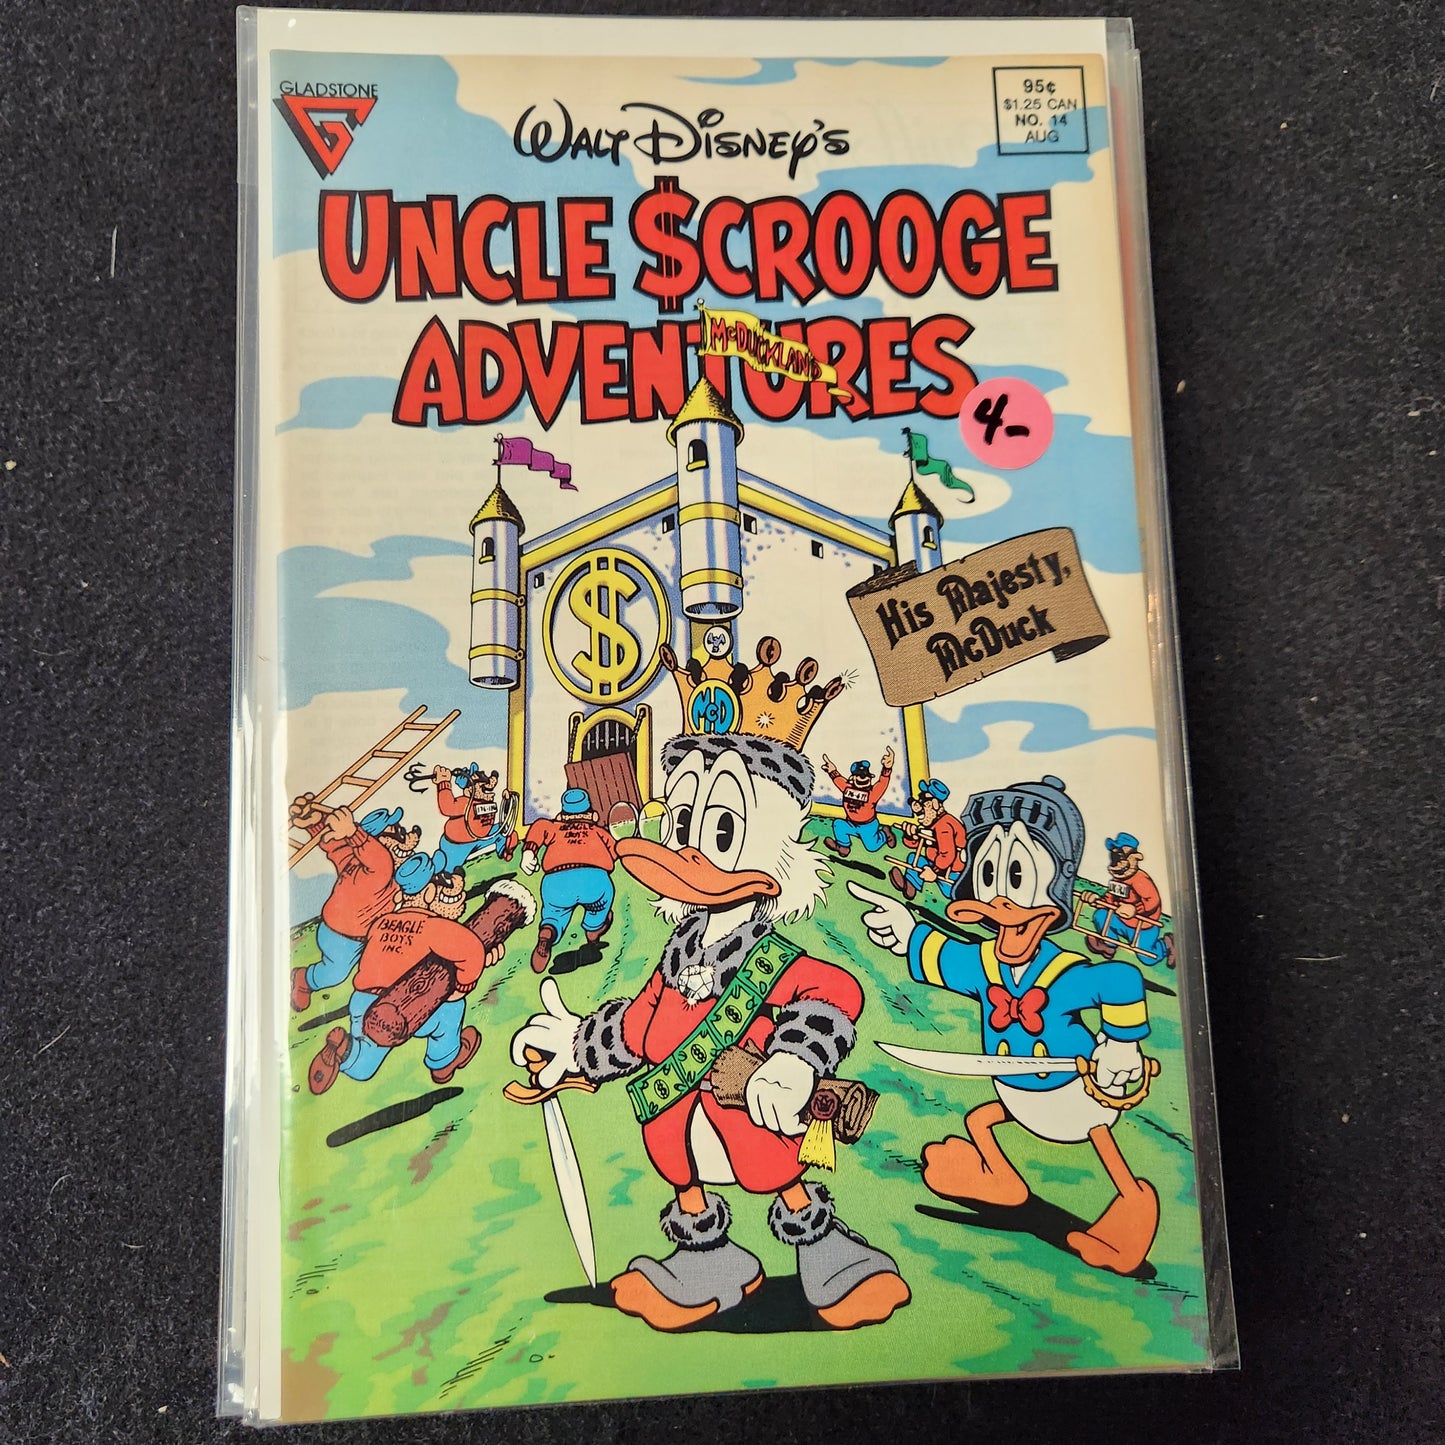 GLADSTONE
G
95¢
$1.25 CAN
NO. 14
AUG
WALT DISNEY'S
UNCLE $CROOGE
ADVENTURES
McDUCKLAND
4-
His Majesty,
McDuck
$
McD
BEAGLE
BOYS
INC.
BEAGLE
BOYS
INC.